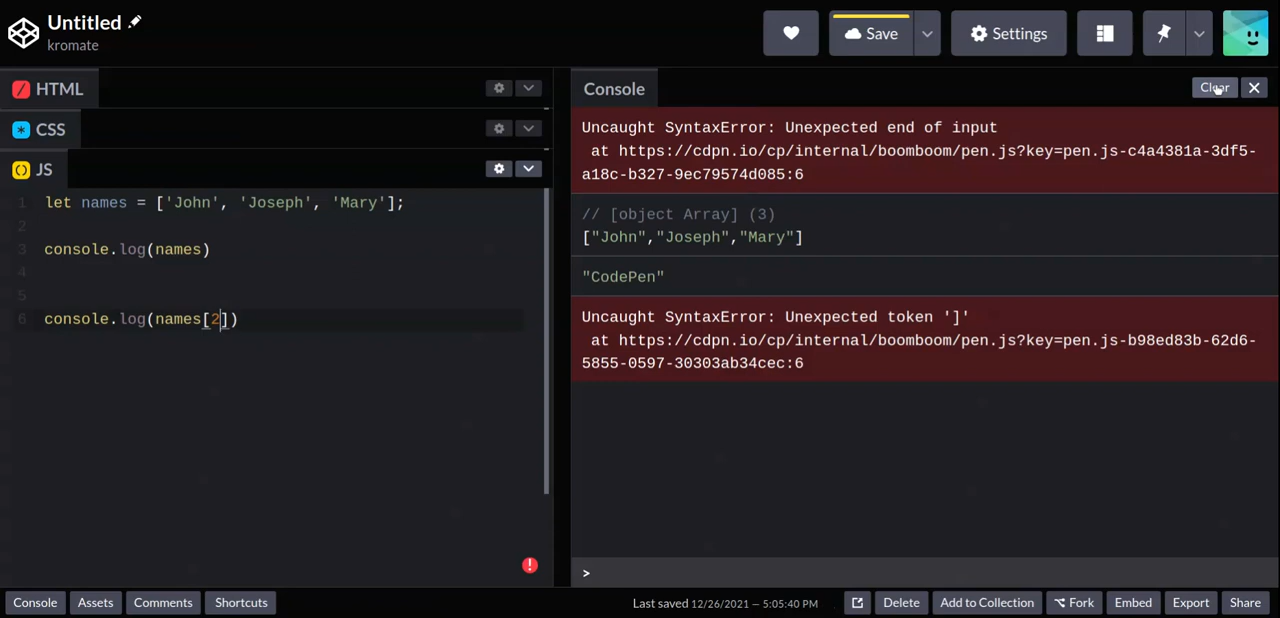 Untitled
kromate
Save
Settings
HTML
CSS
JS
1 let names = ['John', 'Joseph', 'Mary'];
2
3 console.log(names)
4
5
6 console.log(names[2])
Console
Clear
Uncaught SyntaxError: Unexpected end of input
at https://cdpn.io/cp/internal/boomboom/pen.js?key=pen.js-c4a4381a-3df5-
a18c-b327-9ec79574d085:6
// [object Array] (3)
["John","Joseph","Mary"]
"CodePen"
Uncaught SyntaxError: Unexpected token ']'
at https://cdpn.io/cp/internal/boomboom/pen.js?key=pen.js-b98ed83b-62d6-
5855-0597-30303ab34cec:6
>
Console Assets Comments Shortcuts Last saved 12/26/2021 — 5:05:40 PM Delete Add to Collection Fork Embed Export Share